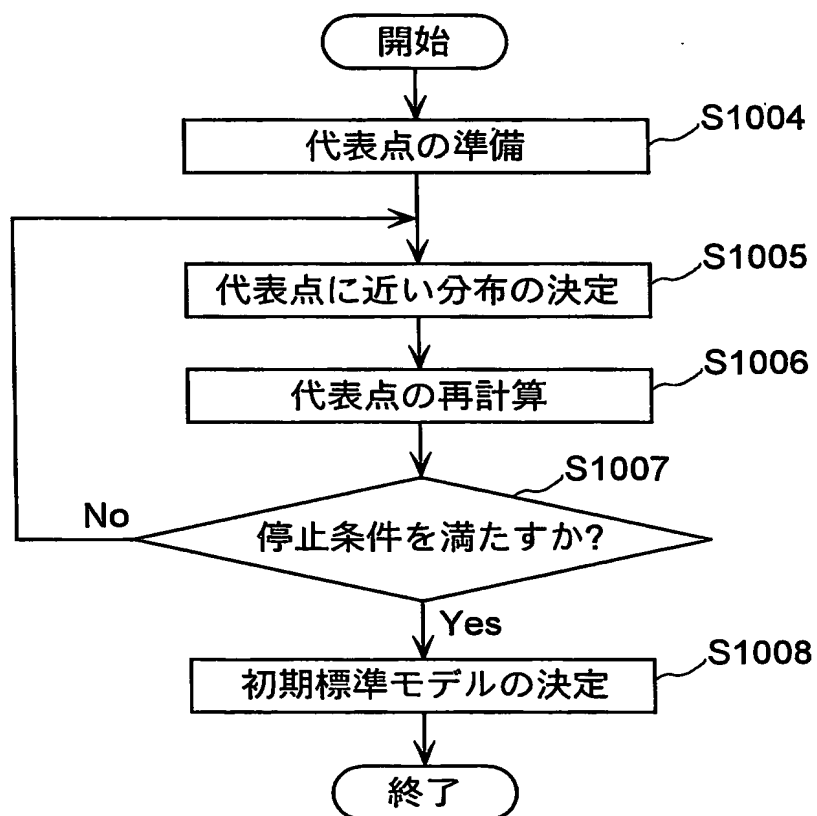 開始
S1004
代表点の準備
S1005
代表点に近い分布の決定
S1006
代表点の再計算
S1007
No
停止条件を満たすか?
Yes
S1008
初期標準モデルの決定
終了